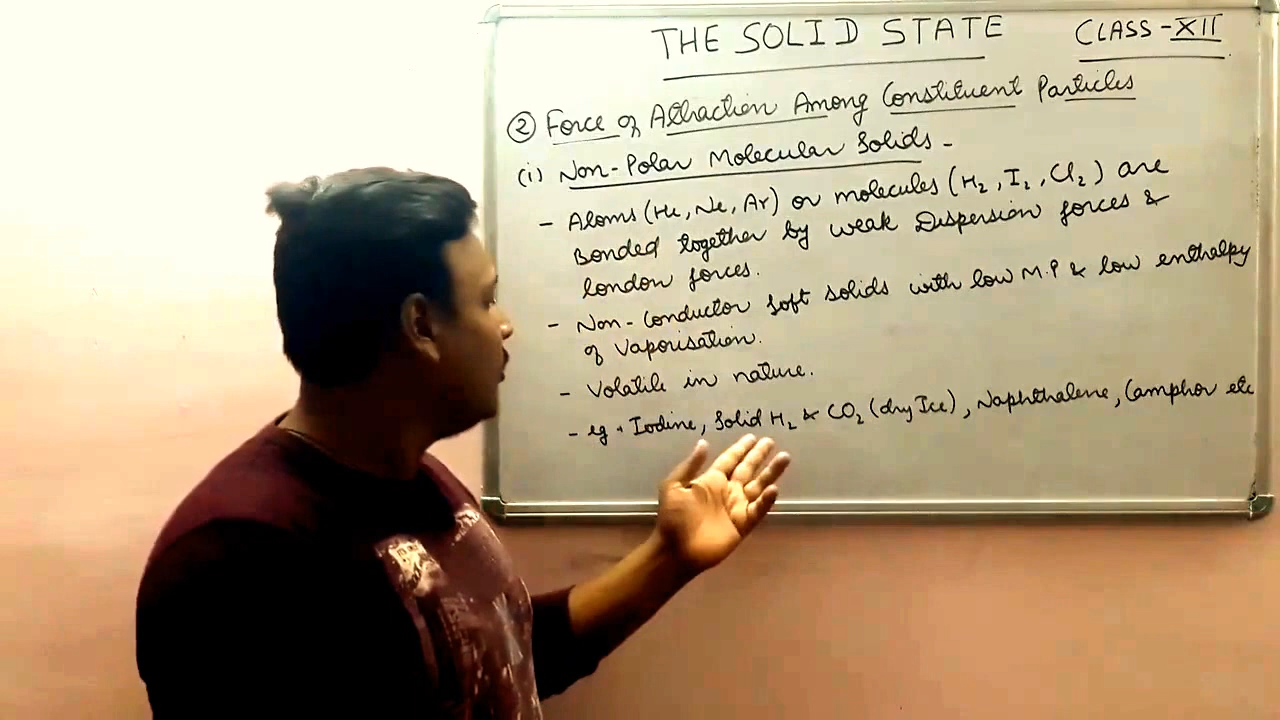 THE SOLID STATE CLASS-XII
② Force of Attraction Among Constituent Particles
(i) Non-Polar Molecular Solids -
- Atoms (He, Ne, Ar) or molecules (H₂, I₂, Cl₂) are
Bonded together by weak Dispersion forces &
london forces.
- Non-Conductor soft solids with low M.P & low enthalpy
of Vaporisation.
- Volatile in nature.
- eg → Iodine, Solid H₂ & CO₂ (dry Ice), Naphthalene, Camphor etc